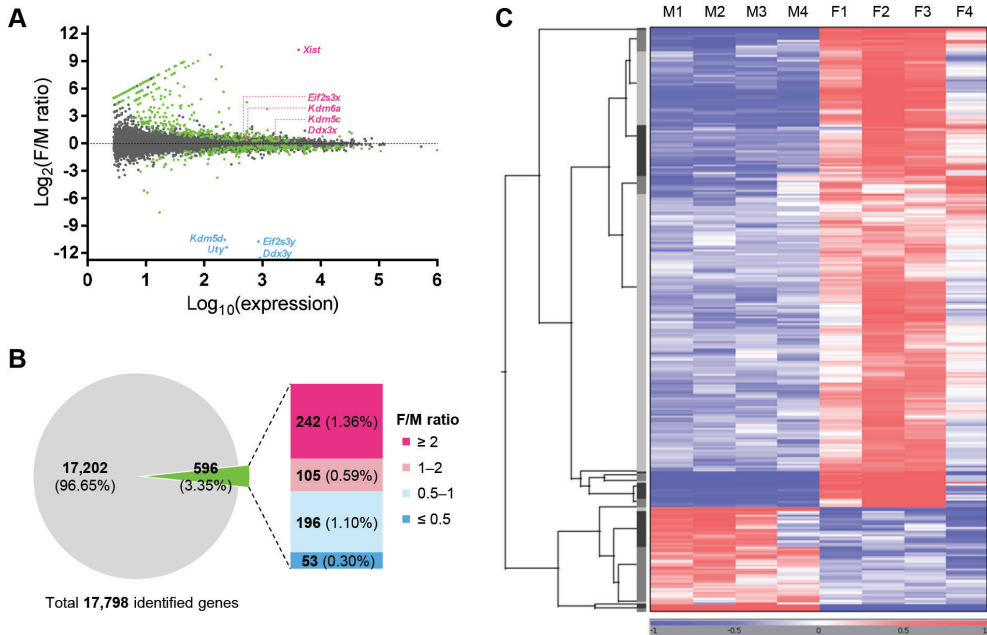 A
Log2(F/M ratio)
12
9
6
3
0
-3
-6
-9
-12
Xist
Eif2s3x
Kdm6a
Kdm5c
Ddx3x
Kdm5d
Uty
Eif2s3y
Ddx3y
0 1 2 3 4 5 6
Log10(expression)
B
17,202
(96.65%)
596
(3.35%)
242 (1.36%)
105 (0.59%)
196 (1.10%)
53 (0.30%)
F/M ratio
≥ 2
1–2
0.5–1
≤ 0.5
Total 17,798 identified genes
C
M1 M2 M3 M4 F1 F2 F3 F4
-1 -0.5 0 0.5 1